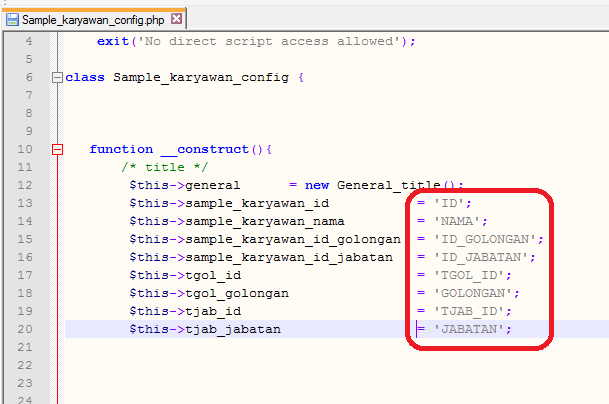 Sample_karyawan_config.php
4 exit('No direct script access allowed');
5
6 class Sample_karyawan_config {
7
8
9
10 function __construct(){
11 /* title */
12 $this->general = new General_title();
13 $this->sample_karyawan_id = 'ID';
14 $this->sample_karyawan_nama = 'NAMA';
15 $this->sample_karyawan_id_golongan = 'ID_GOLONGAN';
16 $this->sample_karyawan_id_jabatan = 'ID_JABATAN';
17 $this->tgol_id = 'TGOL_ID';
18 $this->tgol_golongan = 'GOLONGAN';
19 $this->tjab_id = 'TJAB_ID';
20 $this->tjab_jabatan = 'JABATAN';
21
22
23
24